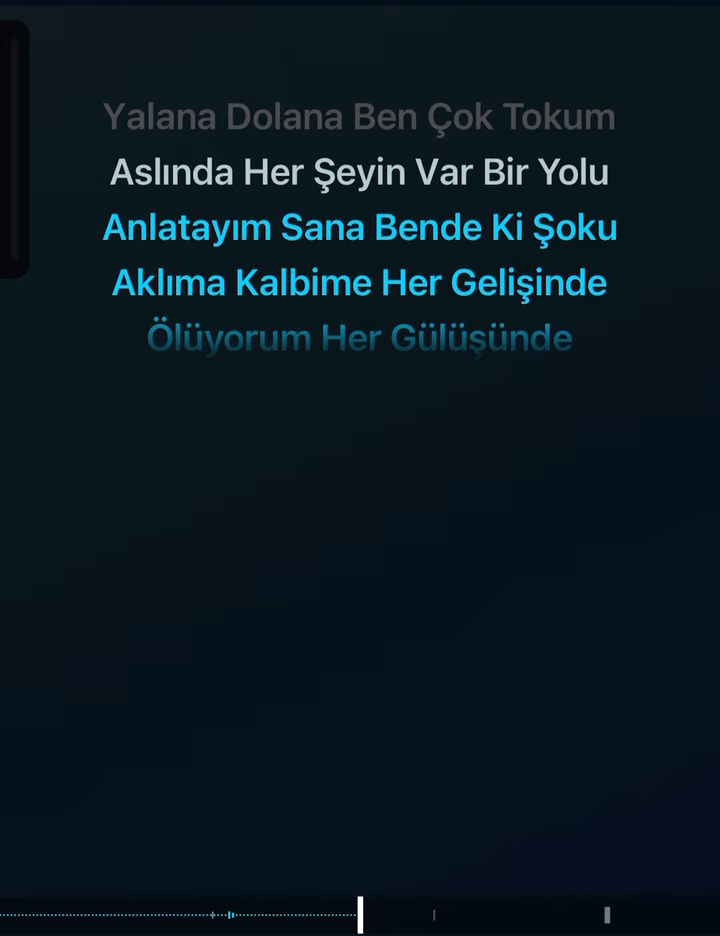 Yalana Dolana Ben Çok Tokum
Aslında Her Şeyin Var Bir Yolu
Anlatayım Sana Bende Ki Şoku
Aklıma Kalbime Her Gelişinde
Ölüyorum Her Gülüşünde